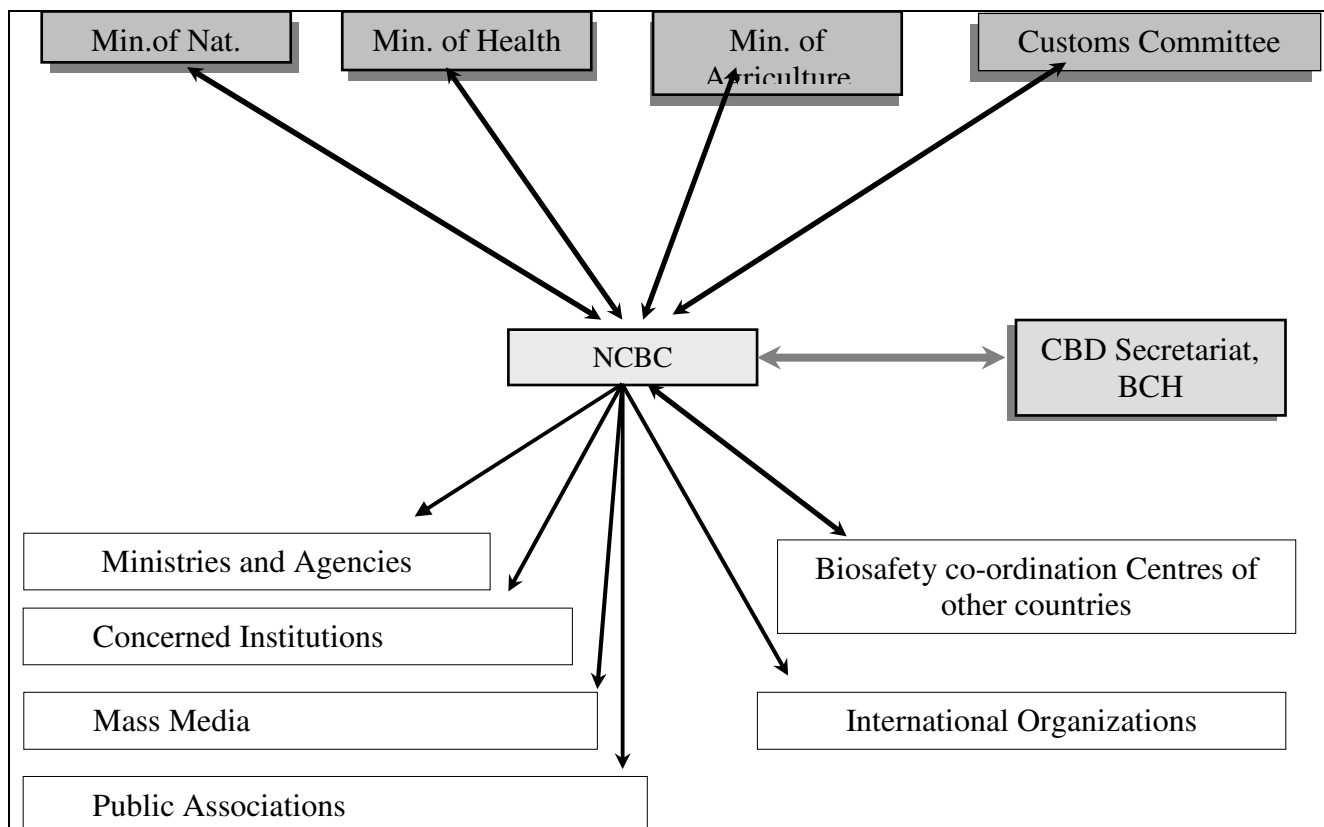 Min.of Nat.
Min. of Health
Min. of
Agriculture
Customs Committee
NCBC
CBD Secretariat,
BCH
Ministries and Agencies
Biosafety co-ordination Centres of
other countries
Concerned Institutions
Mass Media
International Organizations
Public Associations